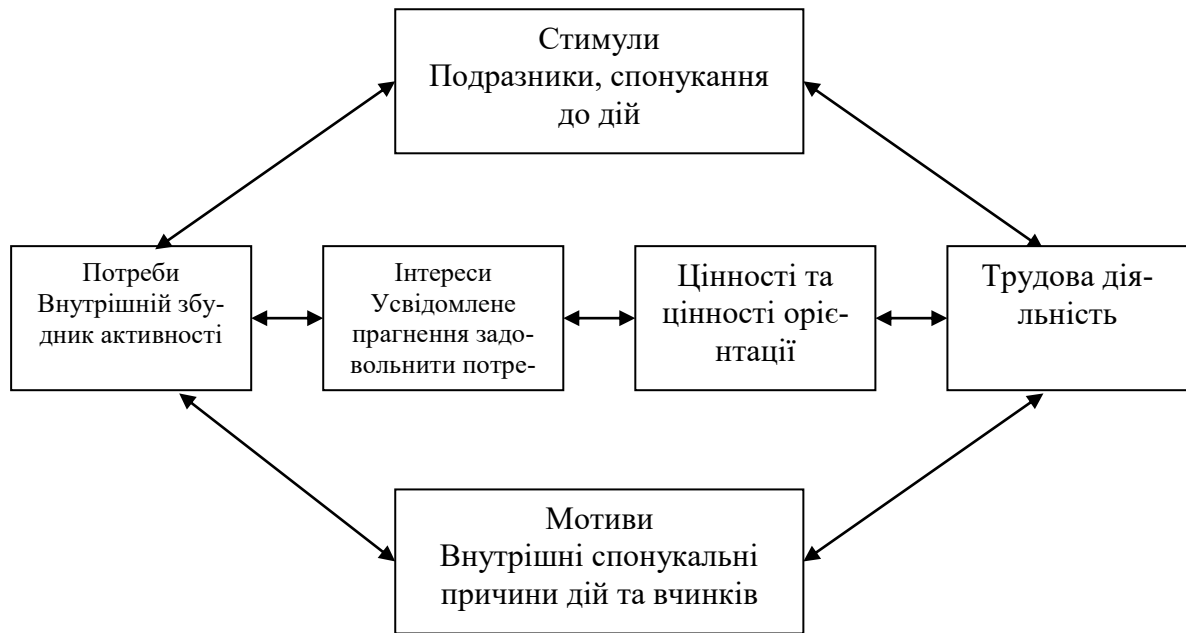 Стимули
Подразники, спонукання
до дій
Потреби
Внутрішній збу-
дник активності
Інтереси
Усвідомлене
прагнення задо-
вольнити потре-
Цінності та
цінності оріє-
нтації
Трудова дія-
льність
Мотиви
Внутрішні спонукальні
причини дій та вчинків